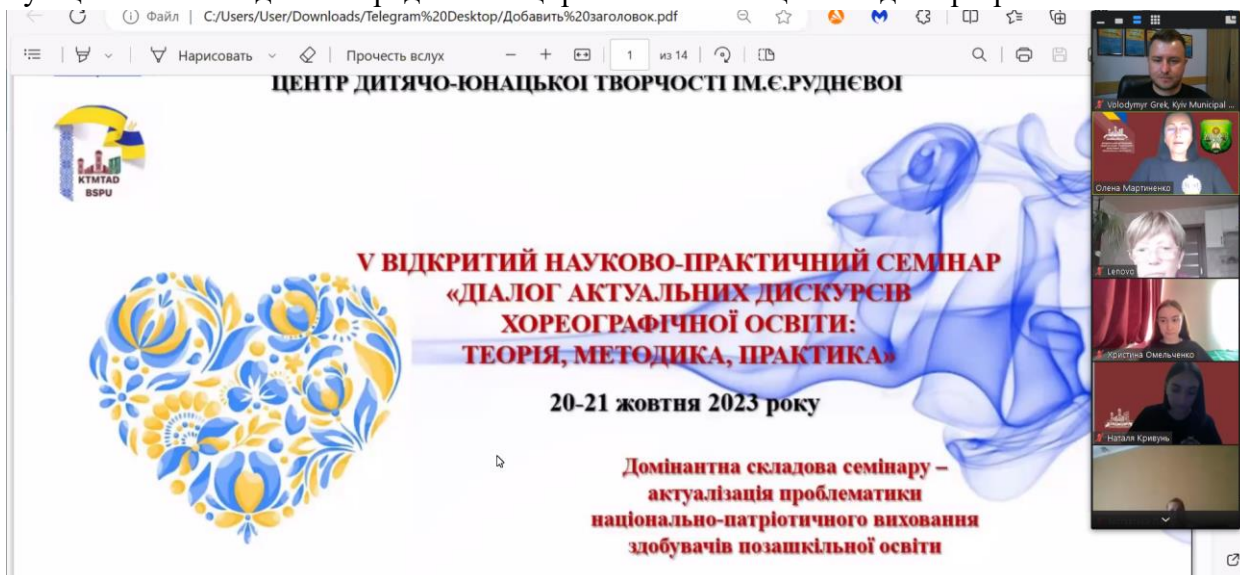 Файл
C:/Users/User/Downloads/Telegram%20Desktop/Добавить%20заголовок.pdf
Нарисовать
Прочесть вслух
1
из 14
ЦЕНТР ДИТЯЧО-ЮНАЦЬКОЇ ТВОРЧОСТІ ІМ.Є.РУДНЄВОЇ
KTMTAD
BSPU
V ВІДКРИТИЙ НАУКОВО-ПРАКТИЧНИЙ СЕМІНАР
«ДІАЛОГ АКТУАЛЬНИХ ДИСКУРСІВ
ХОРЕОГРАФІЧНОЇ ОСВІТИ:
ТЕОРІЯ, МЕТОДИКА, ПРАКТИКА»
20-21 жовтня 2023 року
Домінантна складова семінару –
актуалізація проблематики
національно-патріотичного виховання
здобувачів позашкільної освіти
Volodymyr Grek, Kyiv Municipal ...
Олена Мартиненко
Lenovo
Христина Омельченко
Наталя Кривунь